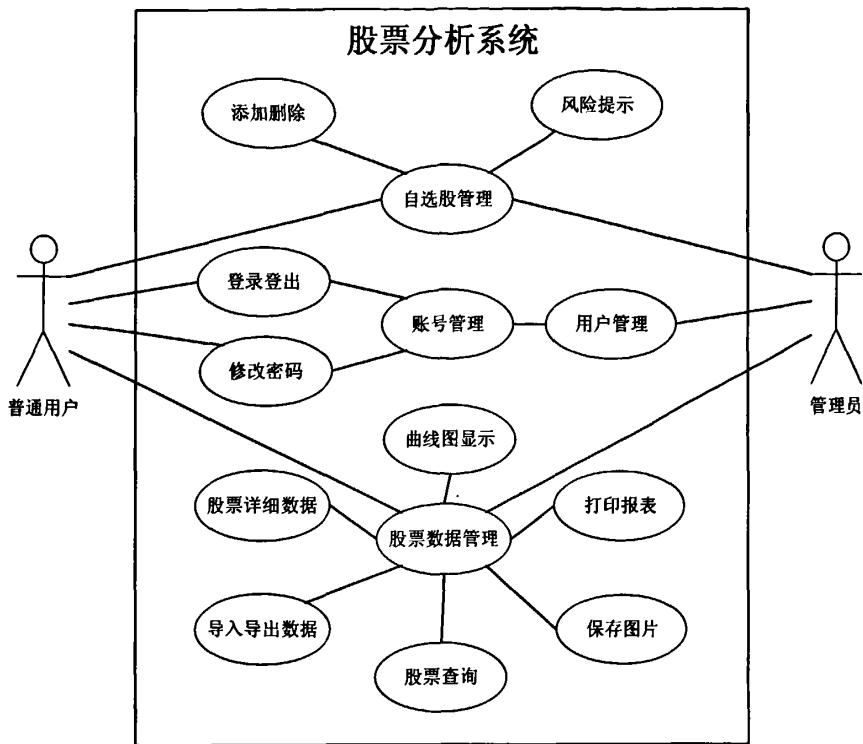 股票分析系统
添加删除
风险提示
自选股管理
登录登出
账号管理
用户管理
修改密码
普通用户
管理员
曲线图显示
股票详细数据
打印报表
股票数据管理
导入导出数据
保存图片
股票查询